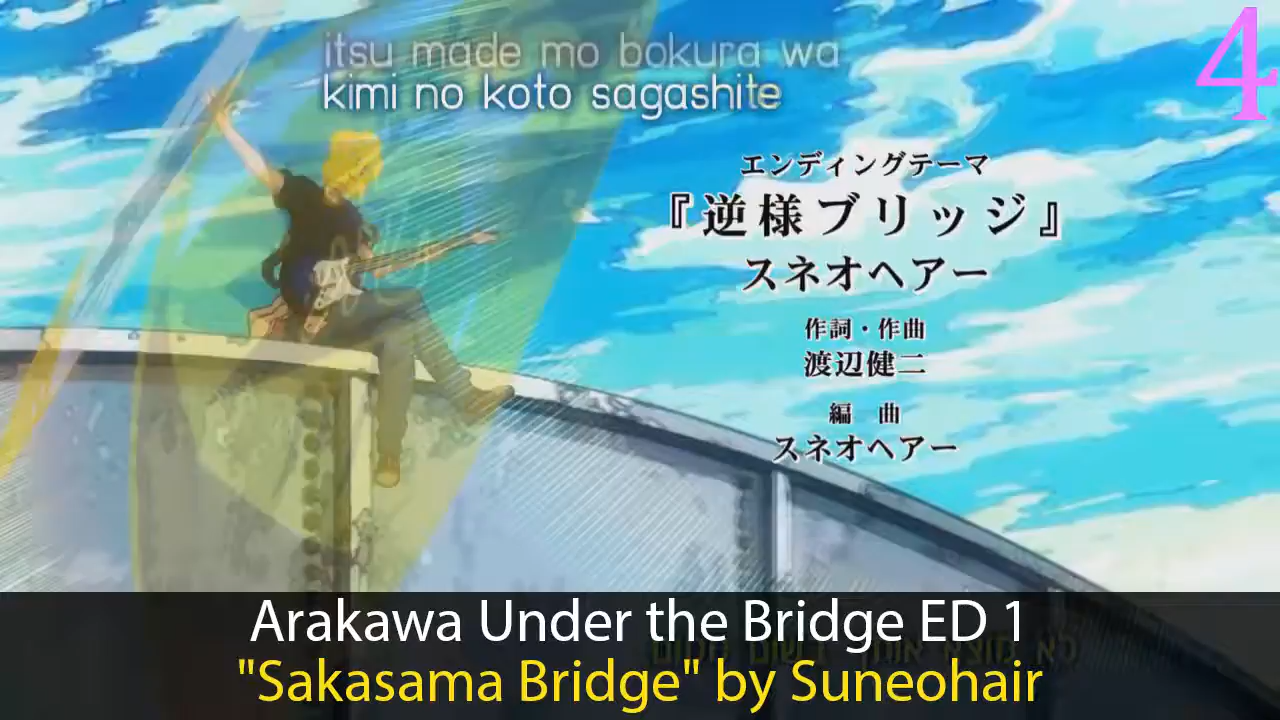 itsu made mo bokura wa
kimi no koto sagashite
4
エンディングテーマ
『逆様ブリッジ』
スネオヘアー
作詞・作曲
渡辺健二
編 曲
スネオヘアー
Arakawa Under the Bridge ED 1
"Sakasama Bridge" by Suneohair